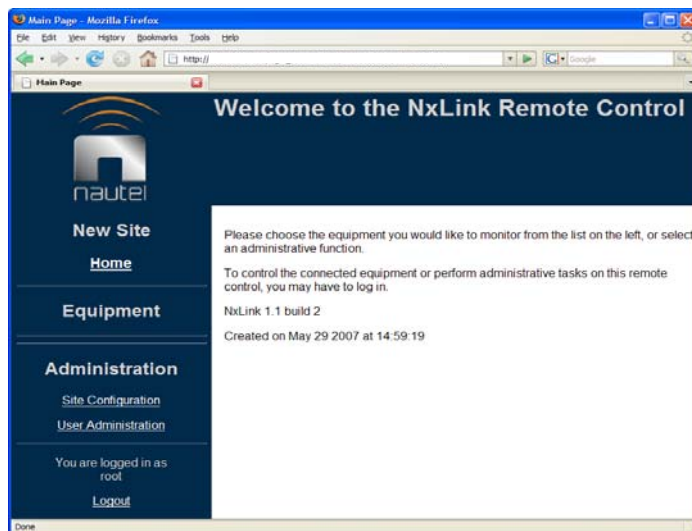 Main Page - Mozilla Firefox
File Edit View History Bookmarks Tools Help
http://
Google
Main Page
Welcome to the NxLink Remote Control
nautel
New Site
Home
Equipment
Administration
Site Configuration
User Administration
You are logged in as
root
Logout
Please choose the equipment you would like to monitor from the list on the left, or select
an administrative function.
To control the connected equipment or perform administrative tasks on this remote
control, you may have to log in.
NxLink 1.1 build 2
Created on May 29 2007 at 14:59:19
Done